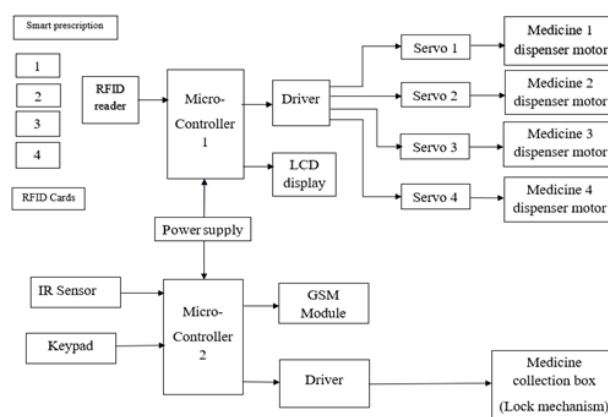 Smart prescription
1
2
3
4
RFID Cards
RFID
reader
Micro-
Controller
1
Driver
LCD
display
Servo 1
Servo 2
Servo 3
Servo 4
Medicine 1
dispenser motor
Medicine 2
dispenser motor
Medicine 3
dispenser motor
Medicine 4
dispenser motor
Power supply
IR Sensor
Keypad
Micro-
Controller
2
GSM
Module
Driver
Medicine
collection box
(Lock mechanism)